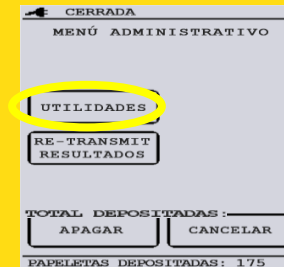 CERRADA
MENÚ ADMINISTRATIVO
UTILIDADES
RE-TRANSMIT
RESULTADOS
TOTAL DEPOSITADAS:
APAGAR CANCELAR
PAPELETAS DEPOSITADAS: 175